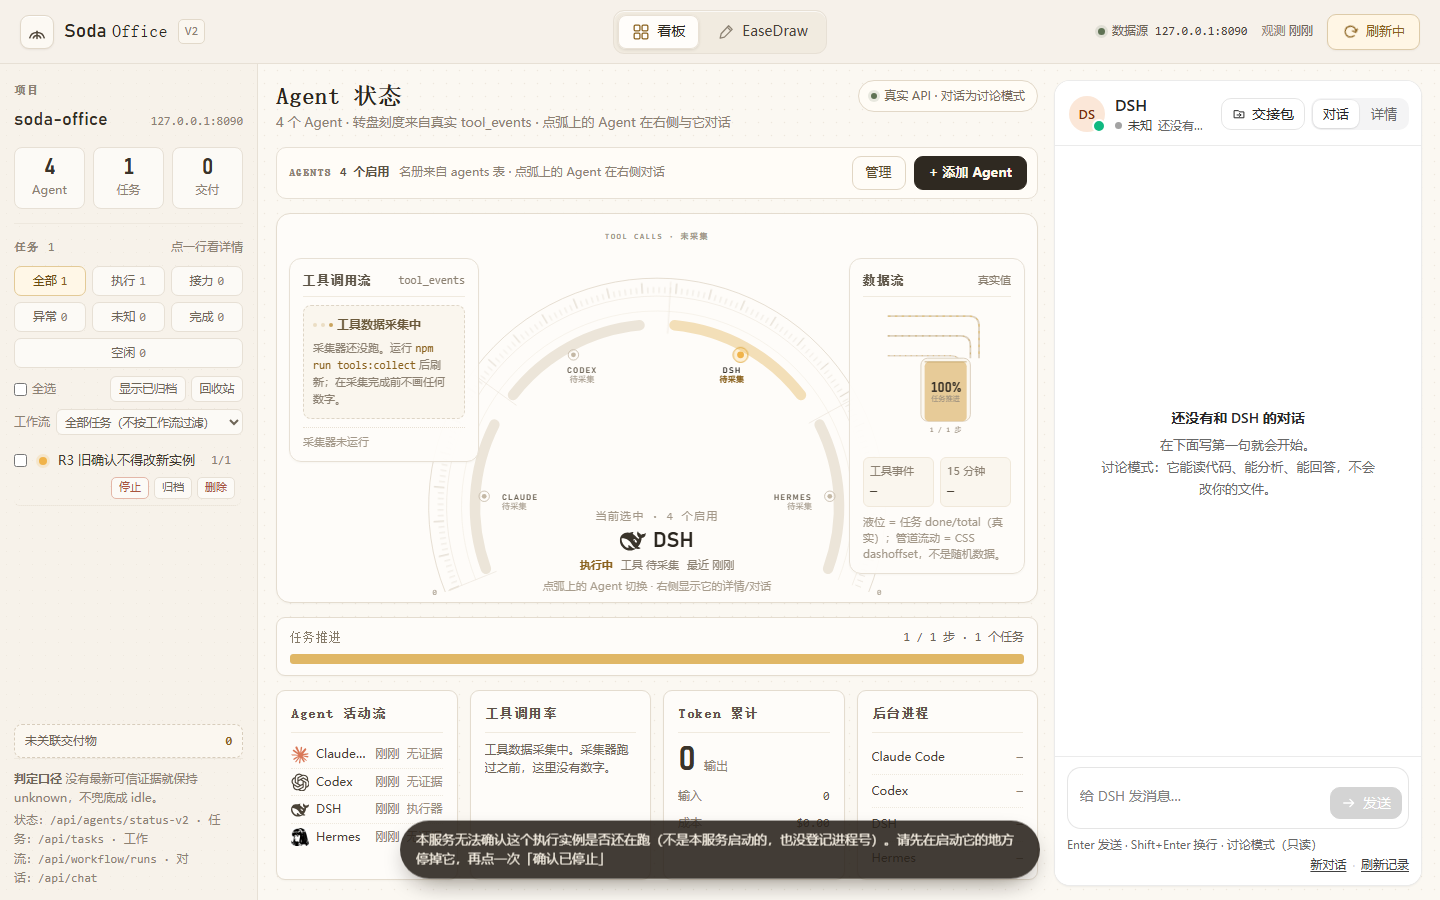 Soda Office V2
看板
EaseDraw
数据源 127.0.0.1:8090 观测 刚刚
刷新中
项目
soda-office 127.0.0.1:8090
4 1 0
Agent 任务 交付
任务 1 点一行看详情
全部 1 执行 1 接力 0
异常 0 未知 0 完成 0
空闲 0
全选 显示已归档 回收站
工作流 全部任务（不按工作流过滤）
R3 旧确认不得改新实例 1/1
停止 归档 删除
未关联交付物 0
判定口径 没有最新可信证据就保持
unknown，不兜底成 idle。
状态: /api/agents/status-v2 · 任
务: /api/tasks · 工作
流: /api/workflow/runs · 对
话: /api/chat
Agent 状态
4 个 Agent · 转盘刻度来自真实 tool_events · 点弧上的 Agent 在右侧与它对话
真实 API · 对话为讨论模式
AGENTS 4 个启用 名册来自 agents 表 · 点弧上的 Agent 在右侧对话
管理
+ 添加 Agent
TOOL CALLS · 未采集
工具调用流 tool_events
工具数据采集中
采集器还没跑。运行 npm
run tools:collect 后刷
新；在采集完成前不画任何
数字。
采集器未运行
CODEX
待采集
DSH
待采集
CLAUDE
待采集
HERMES
待采集
0
0
当前选中 · 4 个启用
DSH
执行中 工具 待采集 最近 刚刚
点弧上的 Agent 切换 · 右侧显示它的详情/对话
数据流 真实值
100%
任务推进
1 / 1 步
工具事件
—
15 分钟
—
液位 = 任务 done/total（真
实）；管道流动 = CSS
dashoffset，不是随机数据。
任务推进 1 / 1 步 · 1 个任务
Agent 活动流
Claude... 刚刚 无证据
Codex 刚刚 无证据
DSH 刚刚 执行器
Hermes 刚刚
工具调用率
工具数据采集中。采集器跑
过之前，这里没有数字。
Token 累计
0 输出
输入 0
成本 $0.00
后台进程
Claude Code —
Codex —
DSH —
Hermes —
本服务无法确认这个执行实例是否还在跑（不是本服务启动的，也没登记进程号）。请先在启动它的地方
停掉它，再点一次「确认已停止」
DS
DSH
未知 还没有...
交接包
对话
详情
还没有和 DSH 的对话
在下面写第一句就会开始。
讨论模式：它能读代码、能分析、能回答，不会
改你的文件。
给 DSH 发消息...
发送
Enter 发送 · Shift+Enter 换行 · 讨论模式（只读）
新对话 · 刷新记录